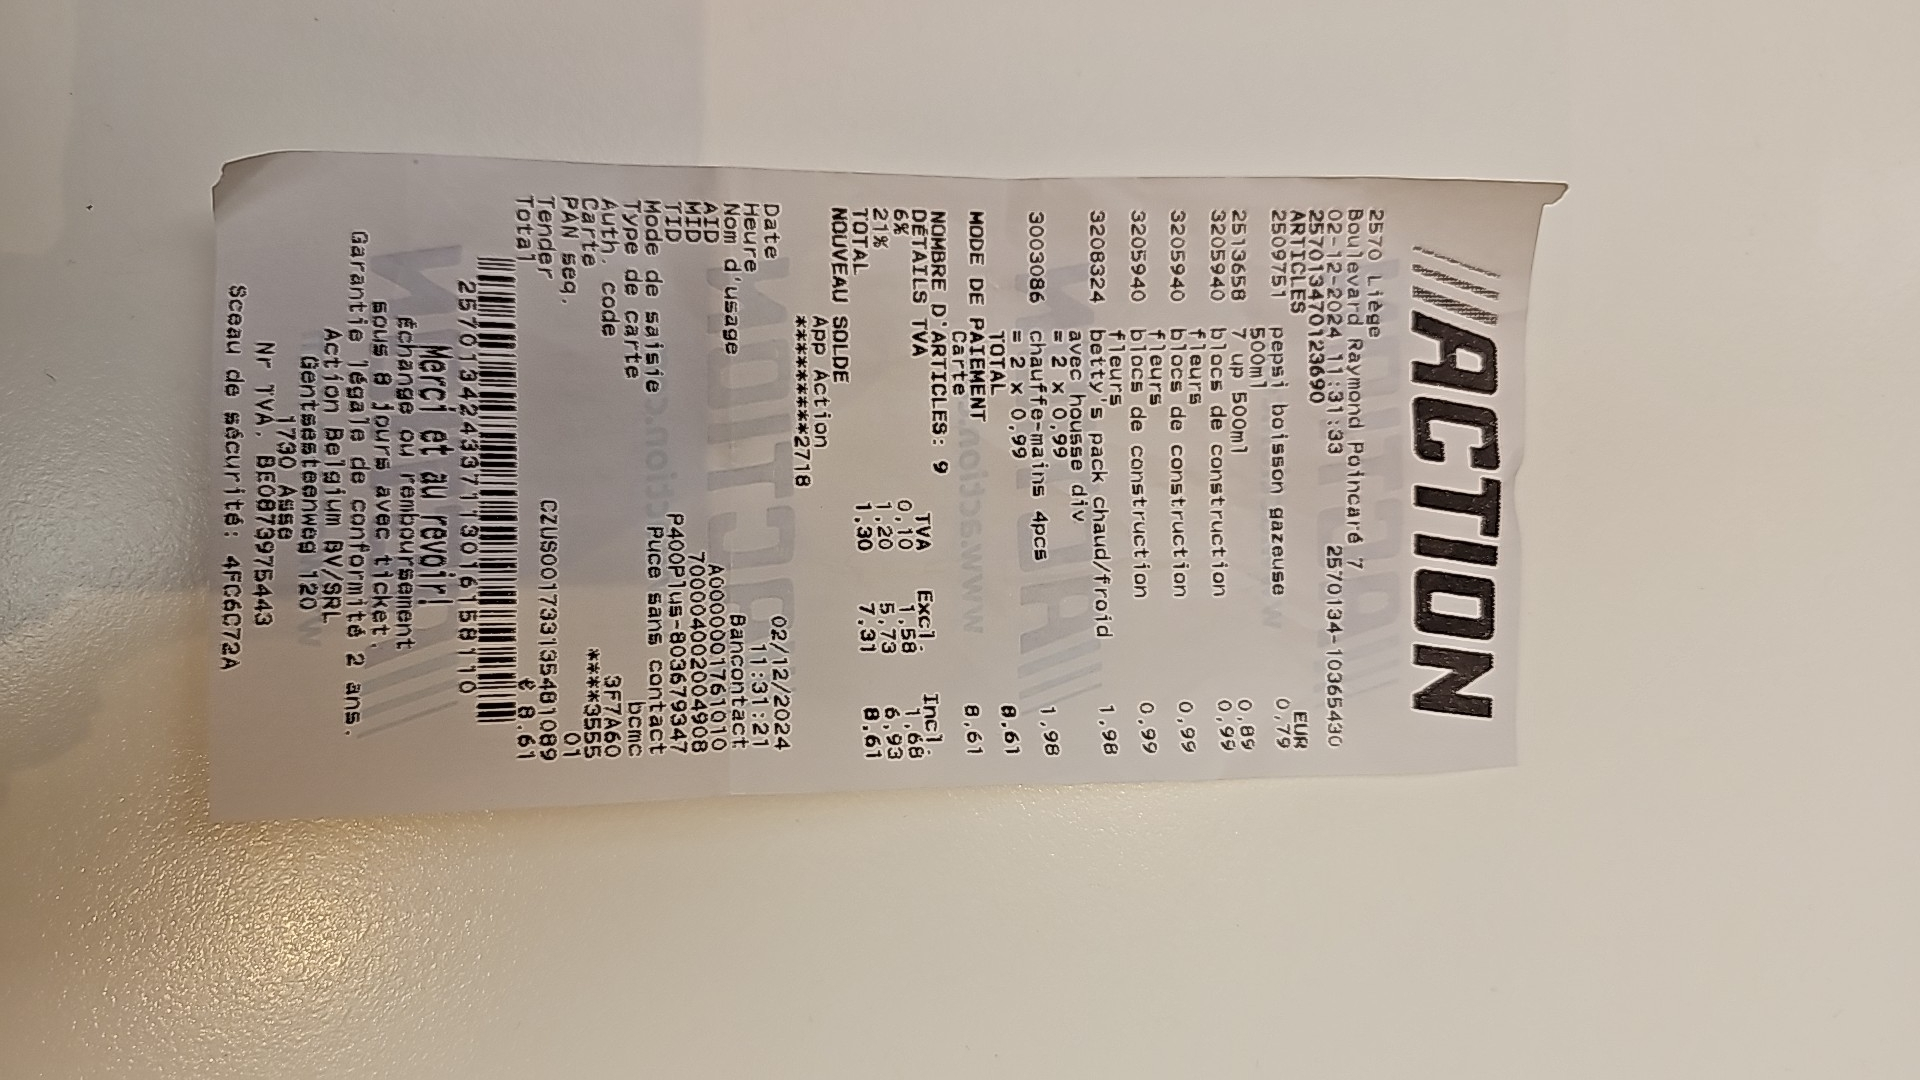 ACTION
2570 Liège
Boulevard Raymond Poincaré 7
02-12-2024 11:31:33 2570134-10365430
2570134701123690
ARTICLES EUR
2509751 pepsi boisson gazeuse 0,79
500ml
2513658 7 up 500ml 0,89
3205940 blocs de construction 0,99
fleurs
3205940 blocs de construction 0,99
fleurs
3205940 blocs de construction 0,99
fleurs
3208324 betty's pack chaud/froid 1,98
avec housse div
= 2 x 0,99
3003086 chauffe-mains 4pcs 1,98
= 2 x 0,99
TOTAL 8,61
MODE DE PAIEMENT
Carte 8,61
NOMBRE D'ARTICLES: 9
DÉTAILS TVA TVA Excl. Incl.
6% 0,10 1,58 1,68
21% 1,20 5,73 6,93
TOTAL 1,30 7,31 8,61
NOUVEAU SOLDE
App Action
*********2718
Date 02/12/2024
Heure 11:31:21
Nom d'usage Bancontact
AID A0000001761010
MID 7000040020049​08
TID P400Plus-803679347
Mode de saisie Puce sans contact
Type de carte bcmc
Auth. code 3F7A60
Carte ****3555
PAN seq. 01
Tender CZUS001733135481089
Total € 8.61
Merci et au revoir!
échange ou remboursement
sous 8 jours avec ticket.
Garantie légale de conformité 2 ans.
Action Belgium BV/SRL
Gentsesteenweg 120
1730 Asse
Nr TVA. BE0873975443
Sceau de sécurité: 4FC6C72A